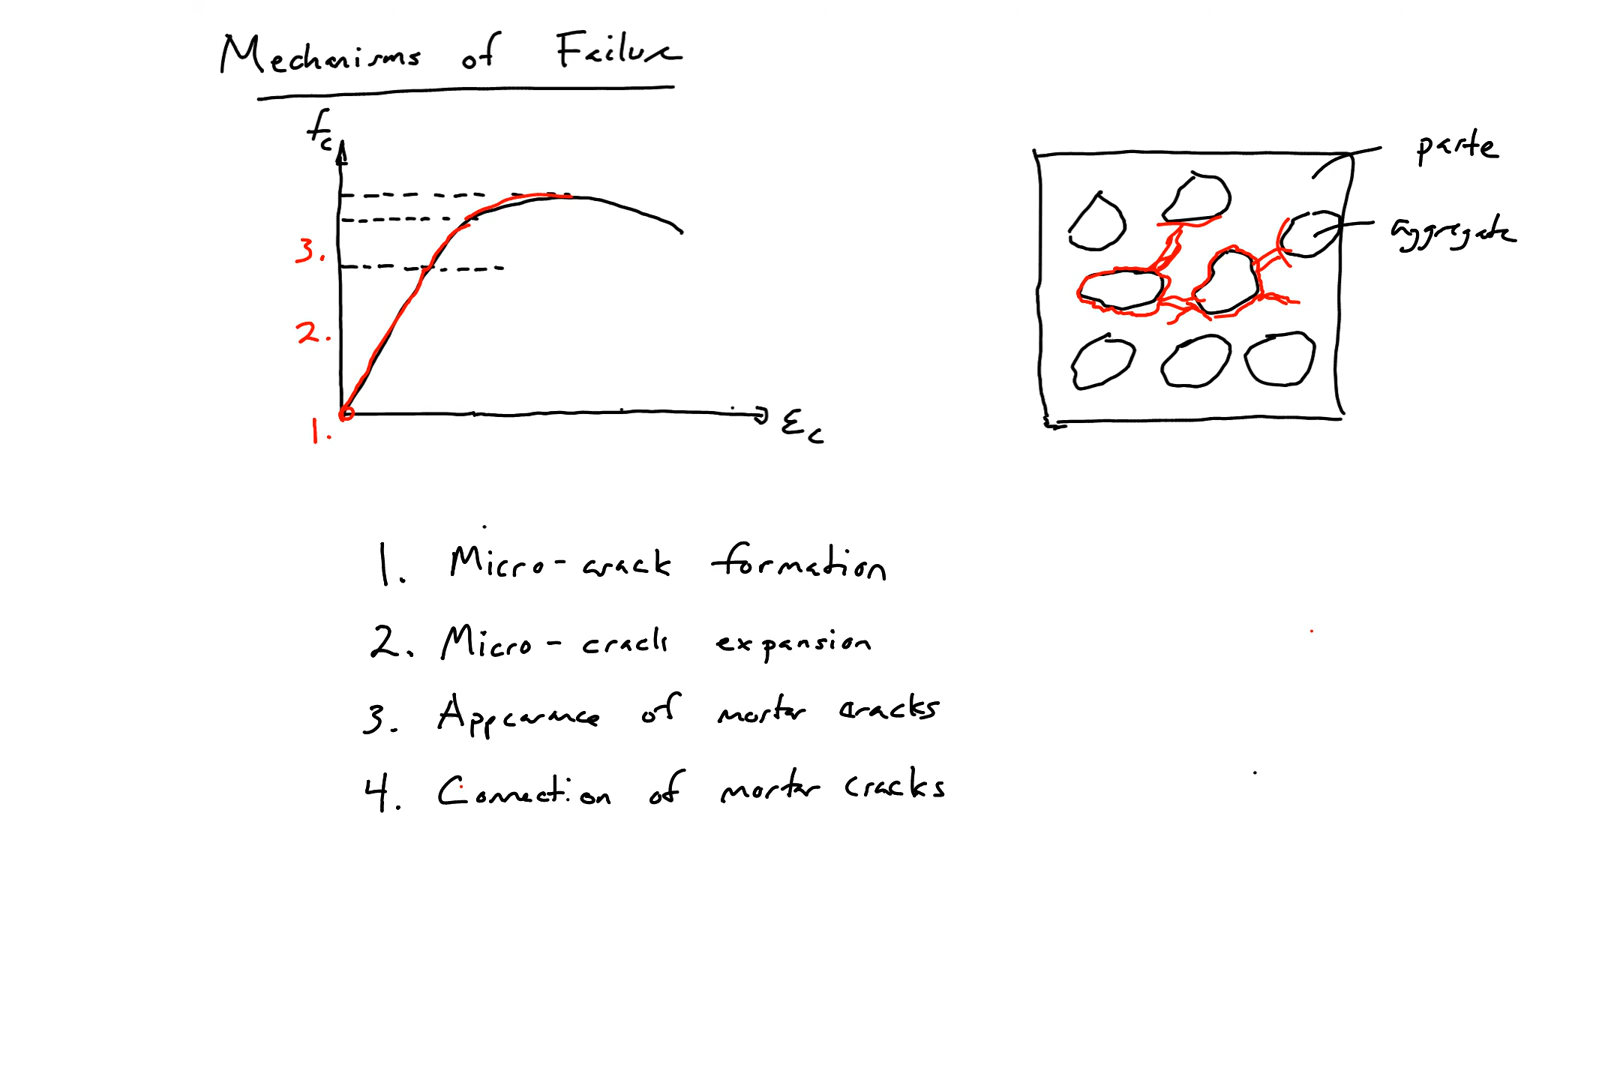 Mechanisms of Failure
fc
paste
aggregate
3.
2.
1.
εc
1. Micro-crack formation
2. Micro-crack expansion
3. Appearance of mortar cracks
4. Connection of mortar cracks